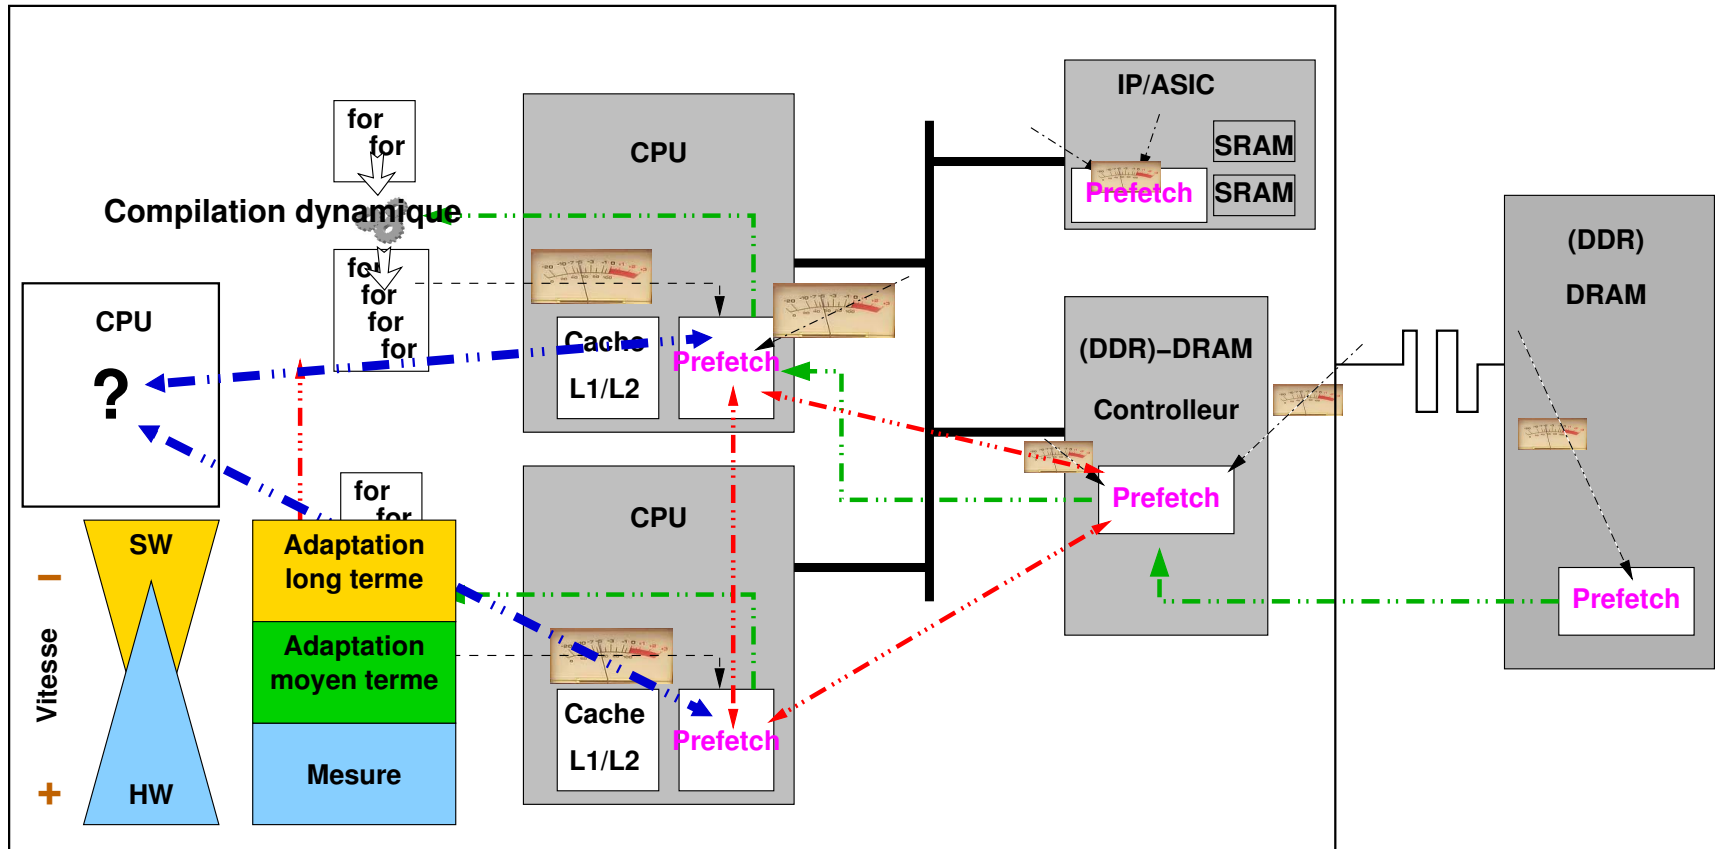 for
for
Compilation dynamique
for
for
for
for
CPU
?
for
for
SW
HW
–
Vitesse
+
Adaptation
long terme
Adaptation
moyen terme
Mesure
CPU
Cache
L1/L2
Prefetch
CPU
Cache
L1/L2
Prefetch
IP/ASIC
SRAM
SRAM
Prefetch
(DDR)–DRAM
Controlleur
Prefetch
(DDR)
DRAM
Prefetch